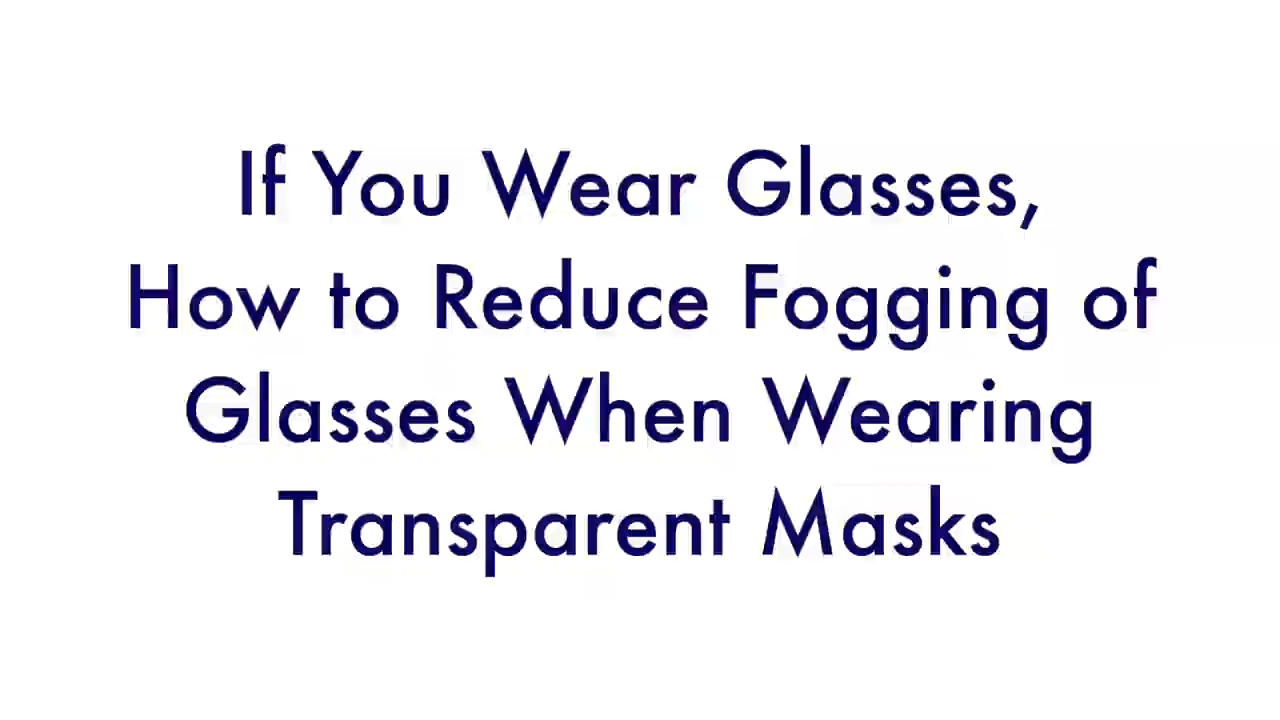 If You Wear Glasses,
How to Reduce Fogging of
Glasses When Wearing
Transparent Masks